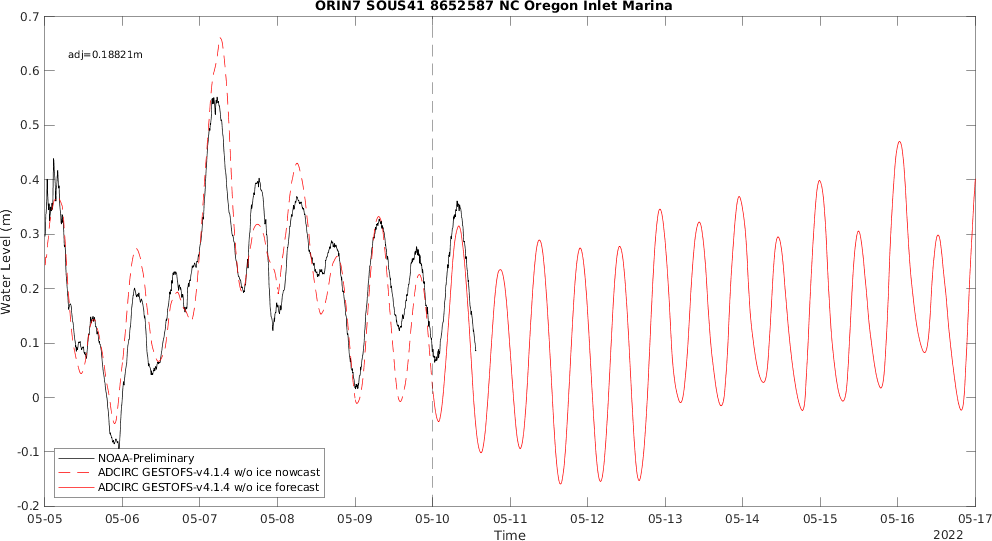 ORIN7 SOUS41 8652587 NC Oregon Inlet Marina
adj=0.18821m
0.7
0.6
0.5
0.4
0.3
0.2
0.1
0
-0.1
-0.2
Water Level (m)
NOAA-Preliminary
ADCIRC GESTOFS-v4.1.4 w/o ice nowcast
ADCIRC GESTOFS-v4.1.4 w/o ice forecast
05-05 05-06 05-07 05-08 05-09 05-10 05-11 05-12 05-13 05-14 05-15 05-16 05-17
Time
2022